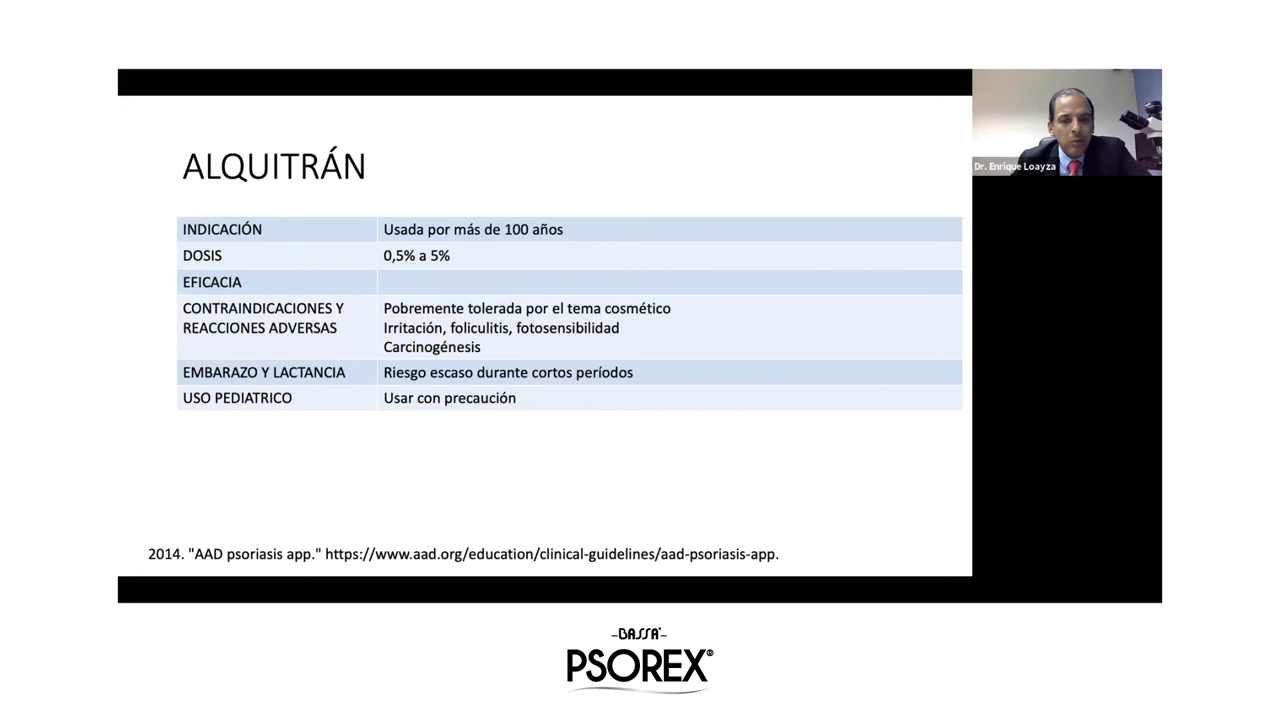 ALQUITRÁN
INDICACIÓN
Usada por más de 100 años
DOSIS
0,5% a 5%
EFICACIA
CONTRAINDICACIONES Y
REACCIONES ADVERSAS
Pobremente tolerada por el tema cosmético
Irritación, foliculitis, fotosensibilidad
Carcinogénesis
EMBARAZO Y LACTANCIA
Riesgo escaso durante cortos períodos
USO PEDIATRICO
Usar con precaución
2014. "AAD psoriasis app." https://www.aad.org/education/clinical-guidelines/aad-psoriasis-app.
Dr. Enrique Loayza
BASSA
PSOREX®